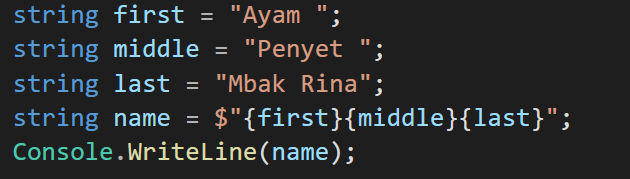 string first = "Ayam ";
string middle = "Penyet ";
string last = "Mbak Rina";
string name = $"{first}{middle}{last}";
Console.WriteLine(name);